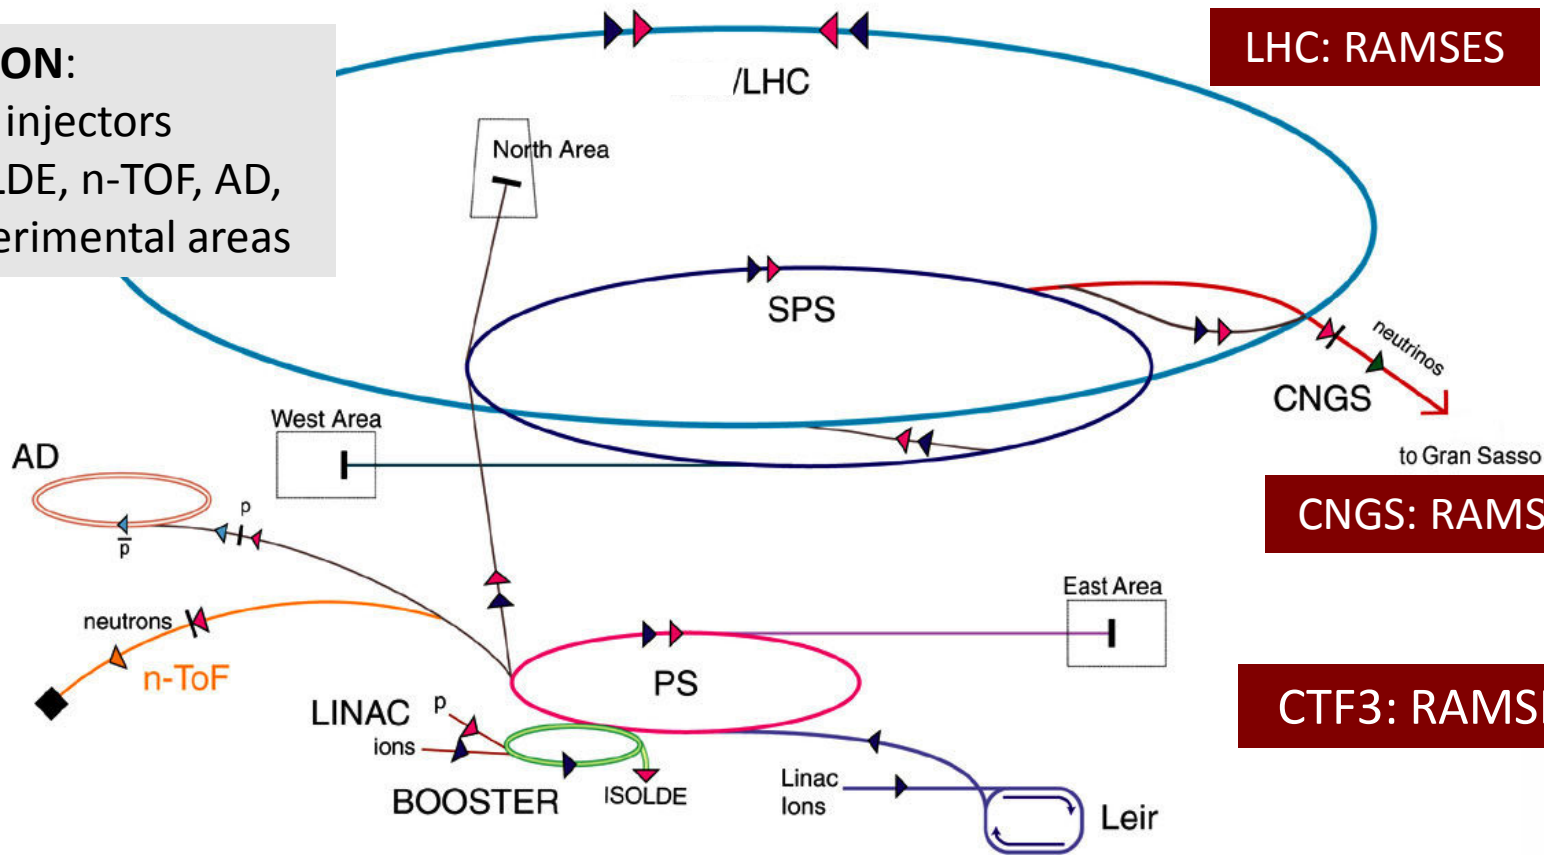 ON:
injectors
LDE, n-TOF, AD,
erimental areas
/LHC
LHC: RAMSES
North Area
SPS
neutrinos
CNGS
to Gran Sasso
West Area
AD
p
p
CNGS: RAMS
East Area
neutrons
n-ToF
PS
CTF3: RAMS
LINAC
p
ions
BOOSTER
ISOLDE
Linac
Ions
Leir